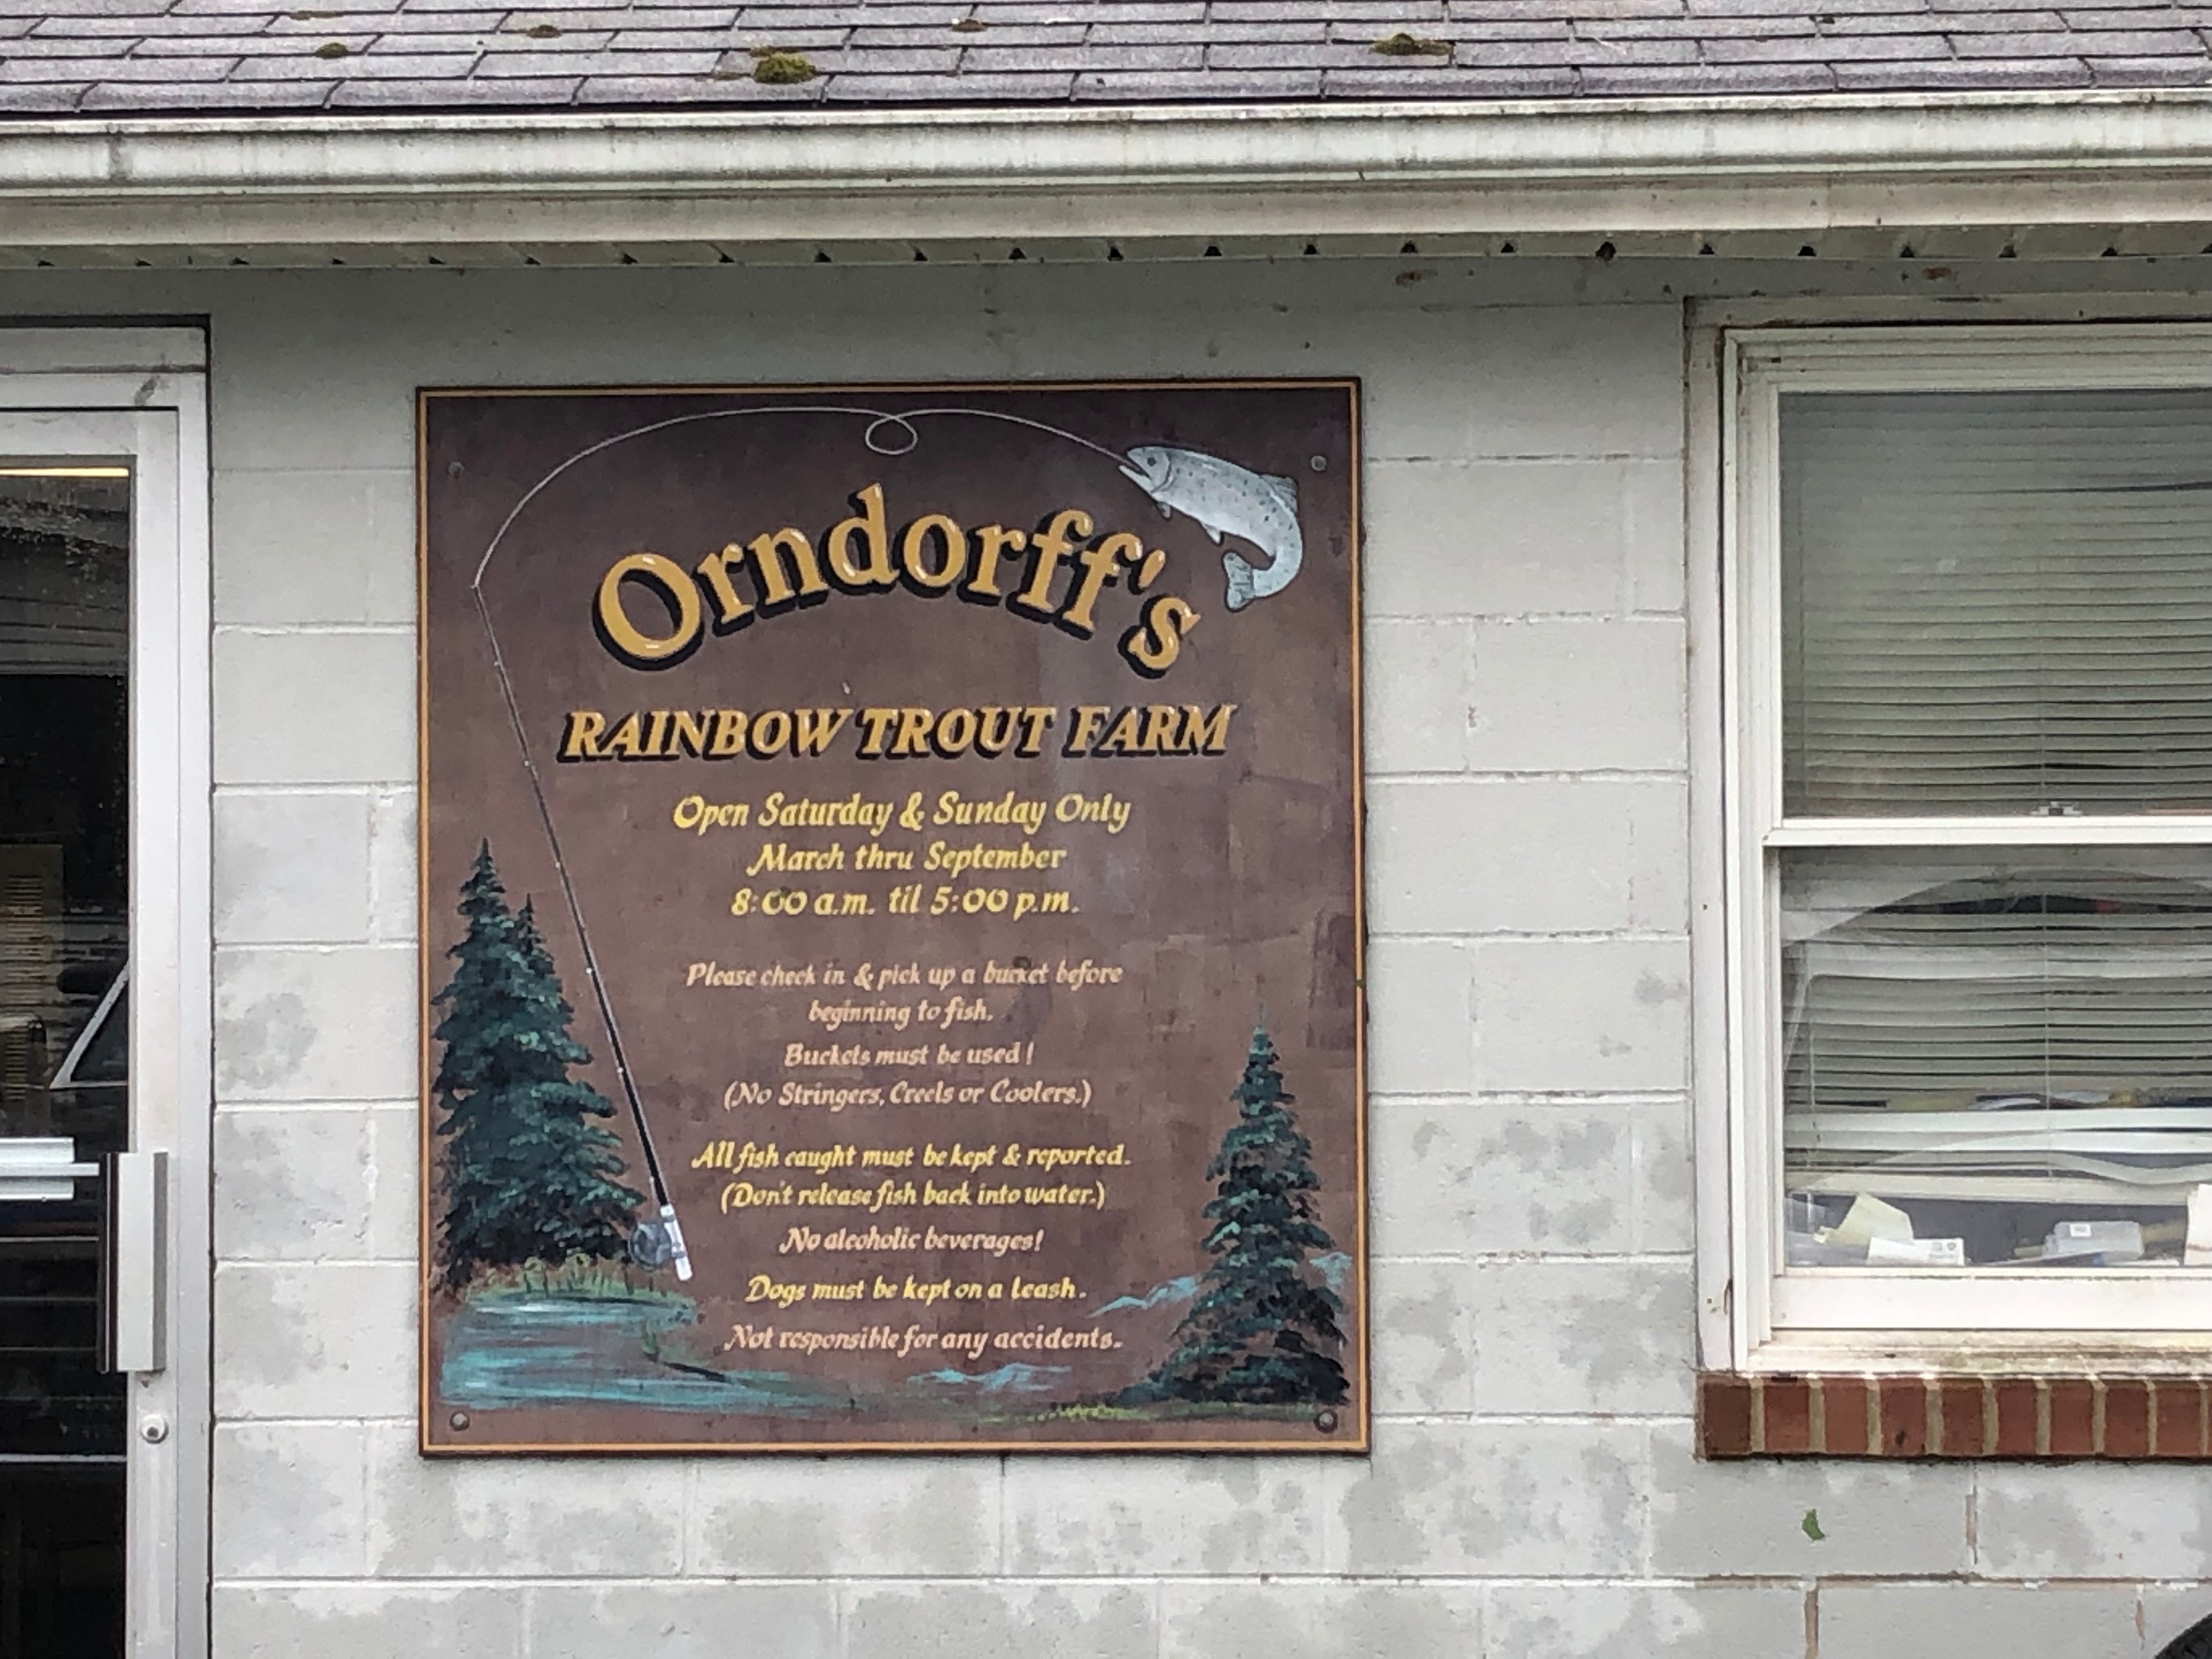 Orndorff's
RAINBOW TROUT FARM
Open Saturday & Sunday Only
March thru September
8:00 a.m. til 5:00 p.m.
Please check in & pick up a bucket before
beginning to fish.
Buckets must be used!
(No Stringers, Creels or Coolers.)
All fish caught must be kept & reported.
(Don't release fish back into water.)
No alcoholic beverages!
Dogs must be kept on a Leash.
Not responsible for any accidents.